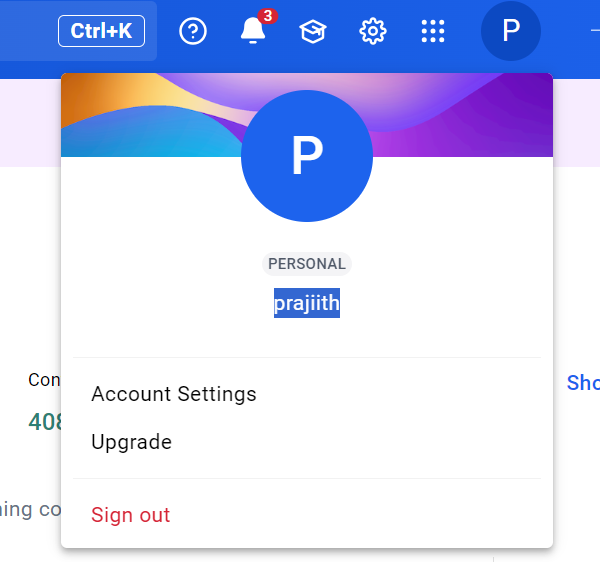 Ctrl+K
3
P
P
PERSONAL
prajiith
Con
Sho
Account Settings
408
Upgrade
ning co
Sign out